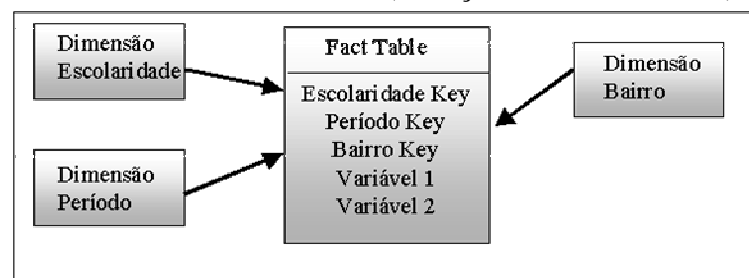 Dimensão
Escolaridade
Fact Table
Escolaridade Key
Período Key
Bairro Key
Variável 1
Variável 2
Dimensão
Bairro
Dimensão
Período